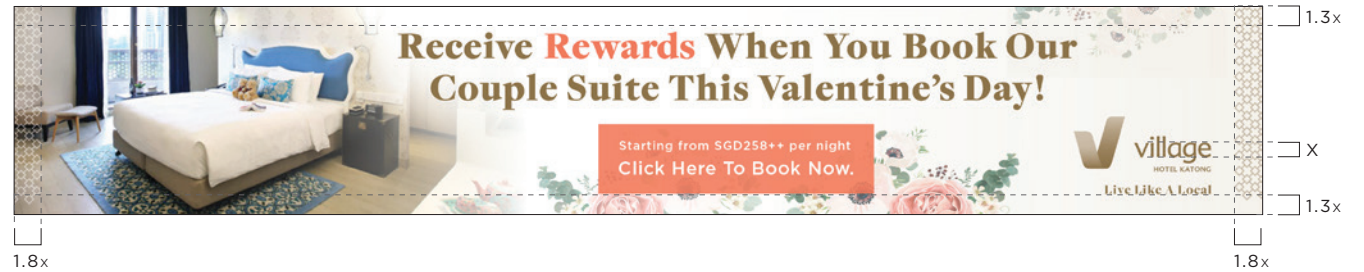 1.3x
Receive Rewards When You Book Our
Couple Suite This Valentine's Day!
Starting from SGD258++ per night
Click Here To Book Now.
village
HOTEL KATONG
Live Like A Local
X
1.3x
1.8x
1.8x